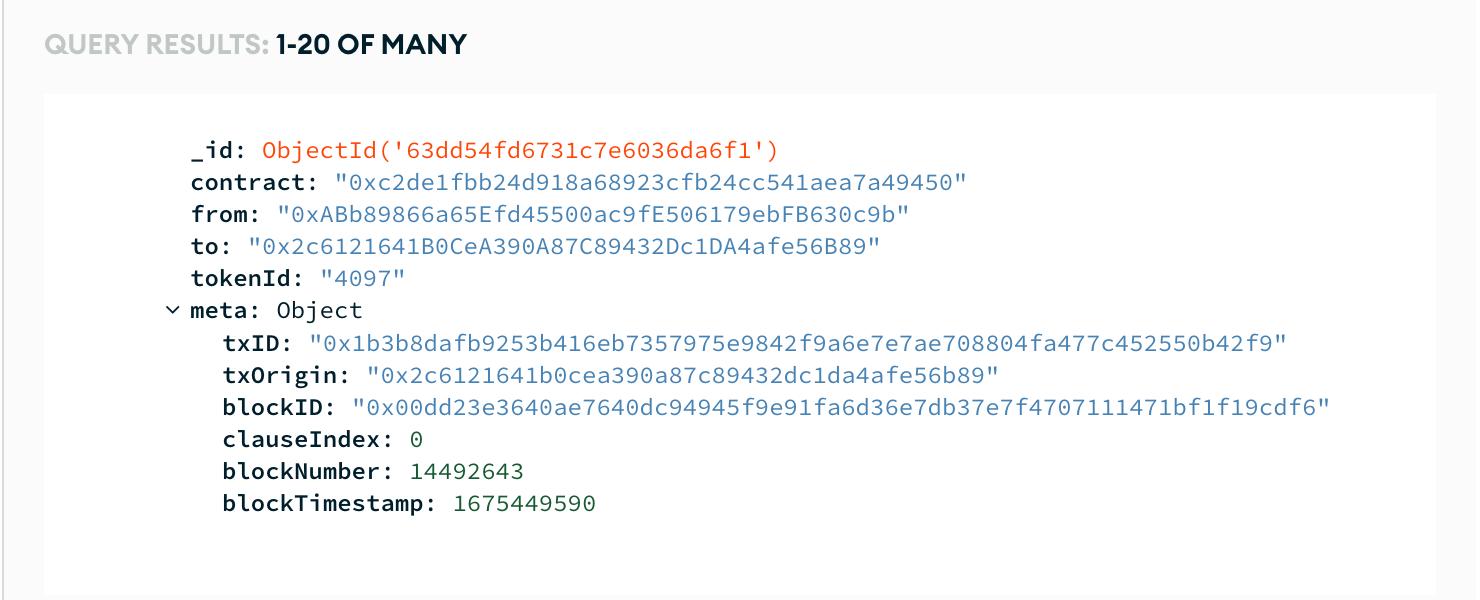 QUERY RESULTS: 1-20 OF MANY
_id: ObjectId('63dd54fd6731c7e6036da6f1')
contract: "0xc2de1fbb24d918a68923cfb24cc541aea7a49450"
from: "0xABb89866a65Efd45500ac9fE506179ebFB630c9b"
to: "0x2c6121641B0CeA390A87C89432Dc1DA4afe56B89"
tokenId: "4097"
meta: Object
txID: "0x1b3b8dafb9253b416eb7357975e9842f9a6e7e7ae708804fa477c452550b42f9"
txOrigin: "0x2c6121641b0cea390a87c89432dc1da4afe56b89"
blockID: "0x00dd23e3640ae7640dc94945f9e91fa6d36e7db37e7f4707111471bf1f19cdf6"
clauseIndex: 0
blockNumber: 14492643
blockTimestamp: 1675449590